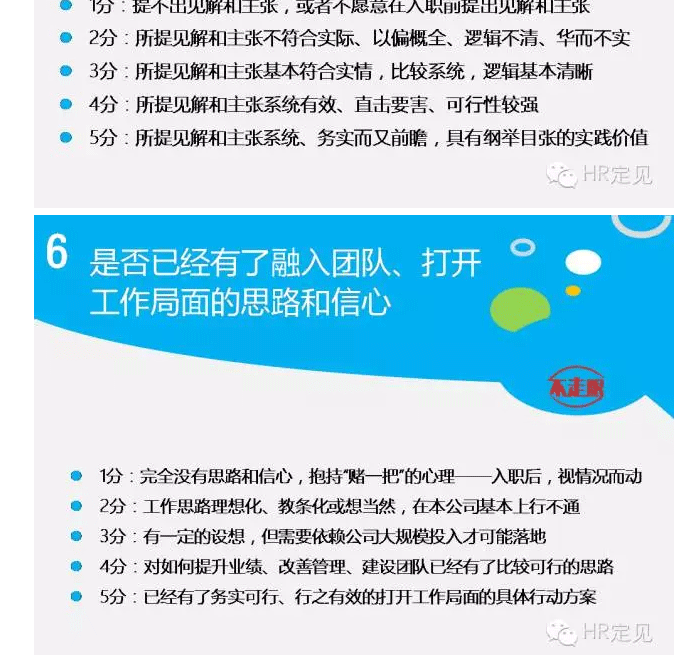 1分：提不出见解和主张，或者不愿意在入职前提出见解和主张
2分：所提见解和主张不符合实际、以偏概全、逻辑不清、华而不实
3分：所提见解和主张基本符合实情，比较系统，逻辑基本清晰
4分：所提见解和主张系统有效、直击要害、可行性较强
5分：所提见解和主张系统、务实而又前瞻，具有纲举目张的实践价值
HR定见
6
是否已经有了融入团队、打开
工作局面的思路和信心
不走眼
1分：完全没有思路和信心，抱持“赌一把”的心理——入职后，视情况而动
2分：工作思路理想化、教条化或想当然，在本公司基本上行不通
3分：有一定的设想，但需要依赖公司大规模投入才可能落地
4分：对如何提升业绩、改善管理、建设团队已经有了比较可行的思路
5分：已经有了务实可行、行之有效的打开工作局面的具体行动方案
HR定见